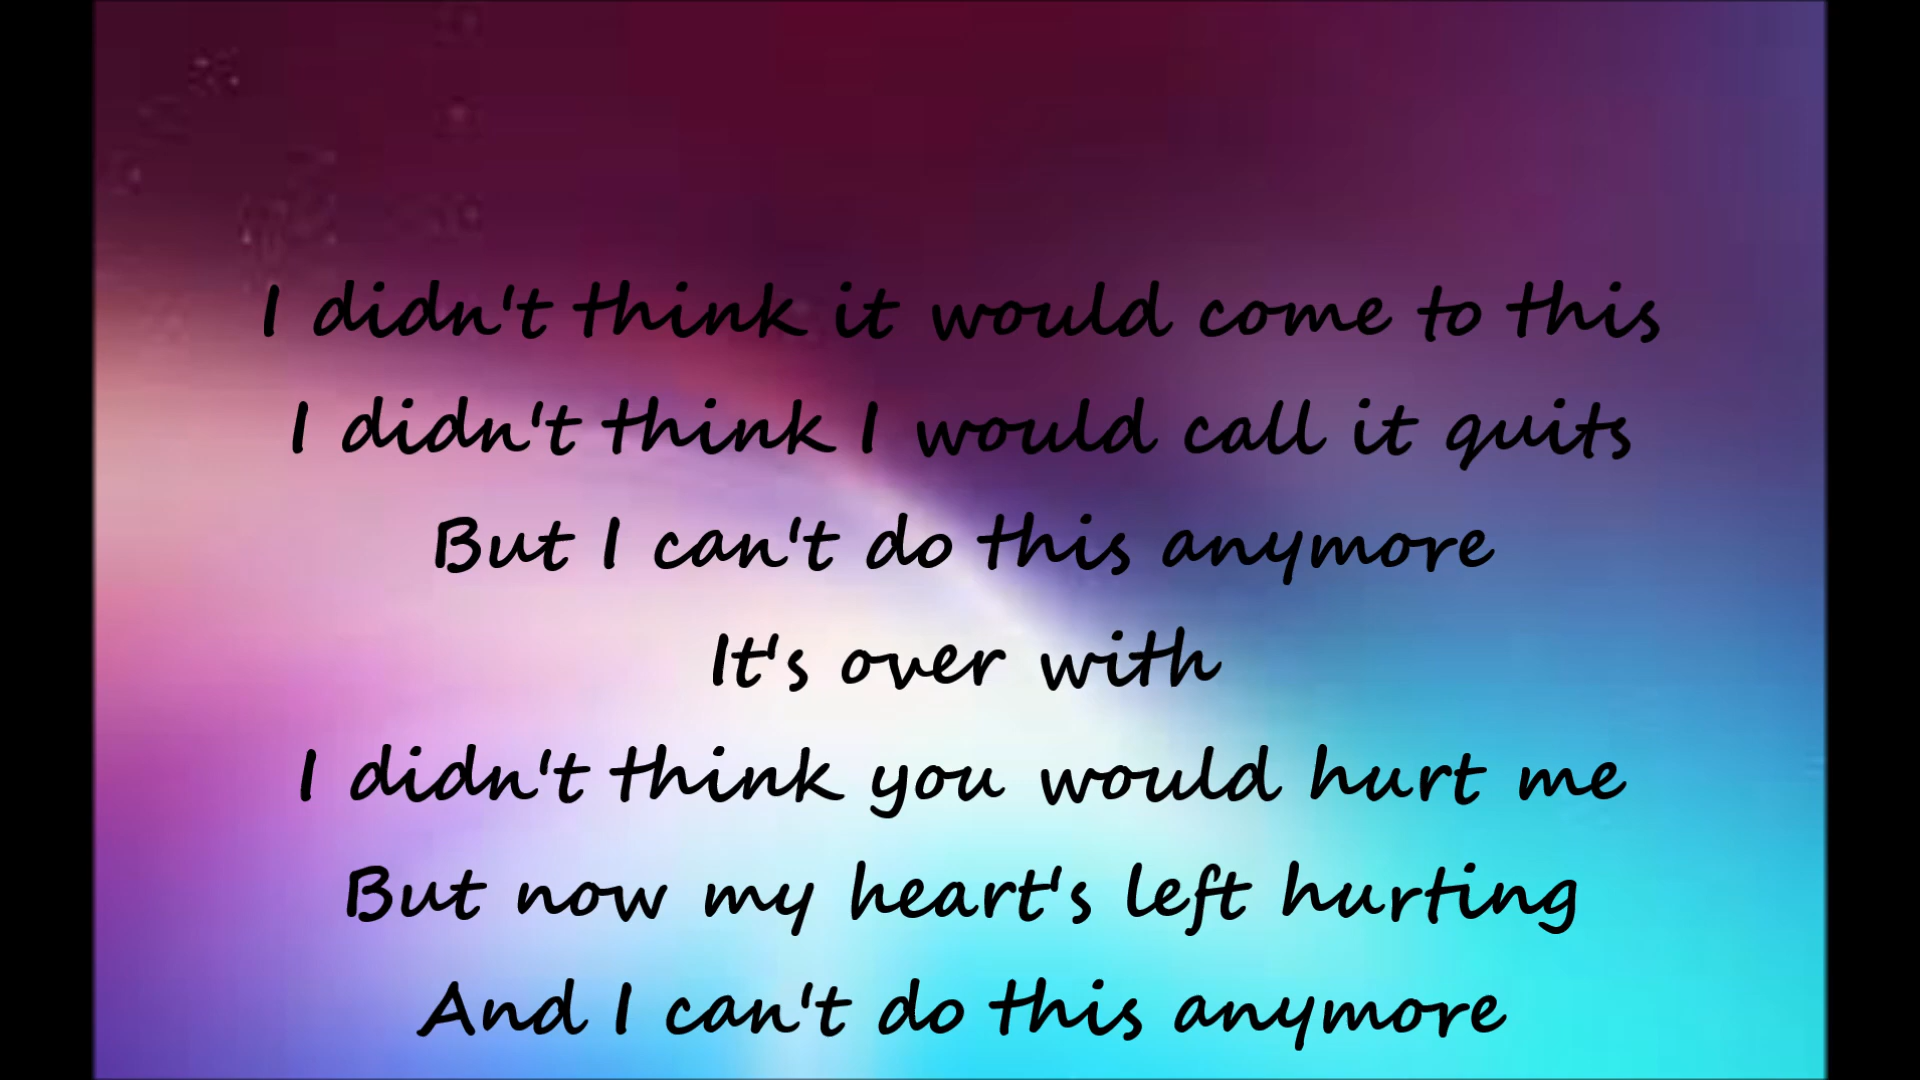 I didn't think it would come to this
I didn't think I would call it quits
But I can't do this anymore
It's over with
I didn't think you would hurt me
But now my heart's left hurting
And I can't do this anymore